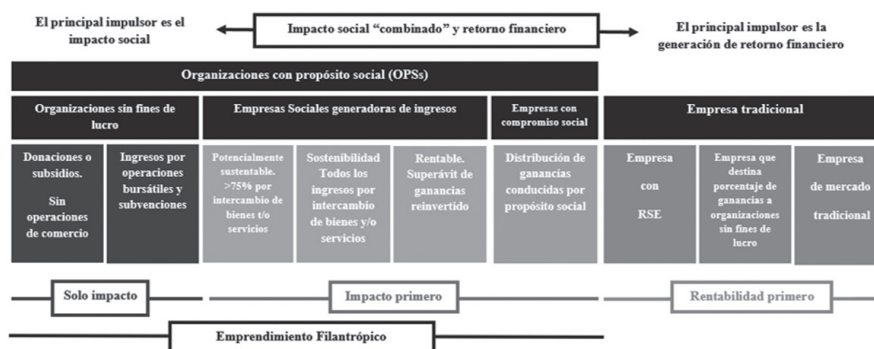 El principal impulsor es el
impacto social
Impacto social “combinado” y retorno financiero
El principal impulsor es la
generación de retorno financiero
Organizaciones con propósito social (OPSs)
Organizaciones sin fines de
lucro
Empresas Sociales generadoras de ingresos
Empresas con
compromiso social
Empresa tradicional
Donaciones o
subsidios.
Sin
operaciones
de comercio
Ingresos por
operaciones
bursátiles y
subvenciones
Potencialmente
sustentable.
>75% por
intercambio de
bienes t/o
servicios
Sostenibilidad
Todos los
ingresos por
intercambio
de bienes y/o
servicios
Rentable.
Superávit de
ganancias
reinvertido
Distribución de
ganancias
conducidas por
propósito social
Empresa
con
RSE
Empresa que
destina
porcentaje de
ganancias a
organizaciones
sin fines de
lucro
Empresa
de mercado
tradicional
Solo impacto
Impacto primero
Rentabilidad primero
Emprendimiento Filantrópico